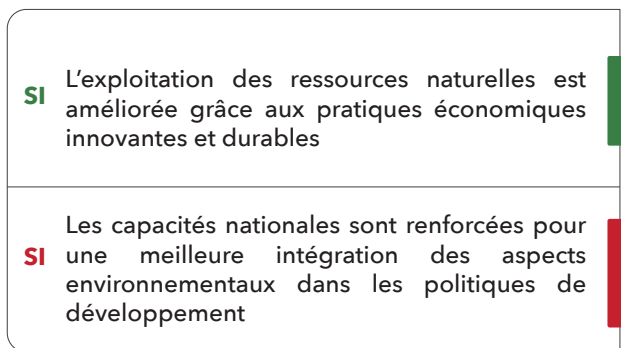 SI
L’exploitation des ressources naturelles est
améliorée grâce aux pratiques économiques
innovantes et durables
SI
Les capacités nationales sont renforcées pour
une meilleure intégration des aspects
environnementaux dans les politiques de
développement